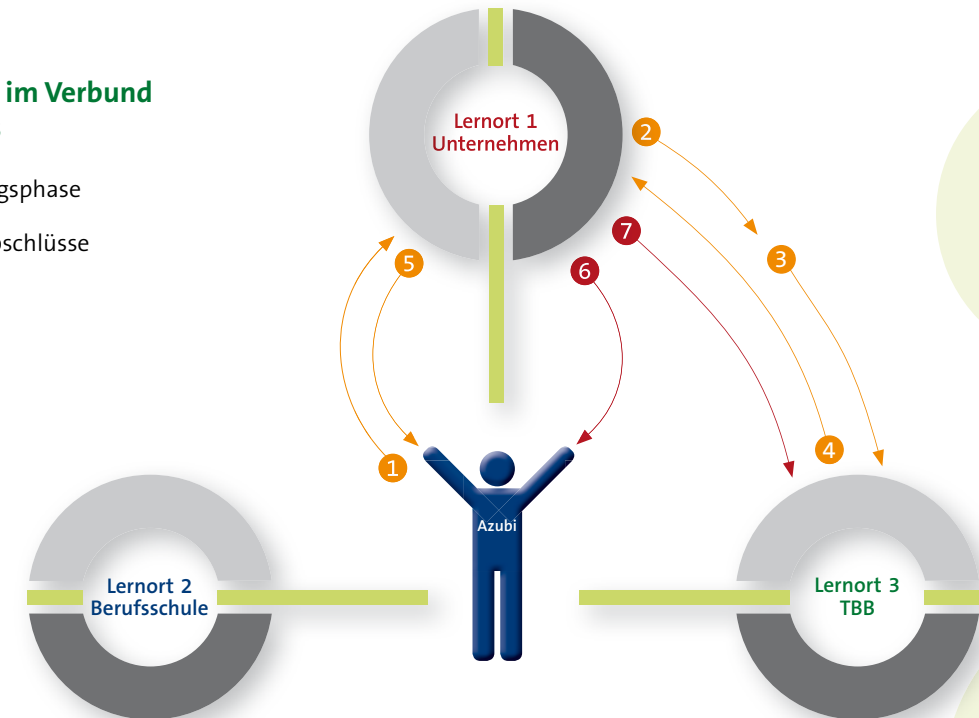 im Verbund
gsphase
schlüsse
Lernort 1
Unternehmen
2
7
3
5
6
1
4
Azubi
Lernort 2
Berufsschule
Lernort 3
TBB